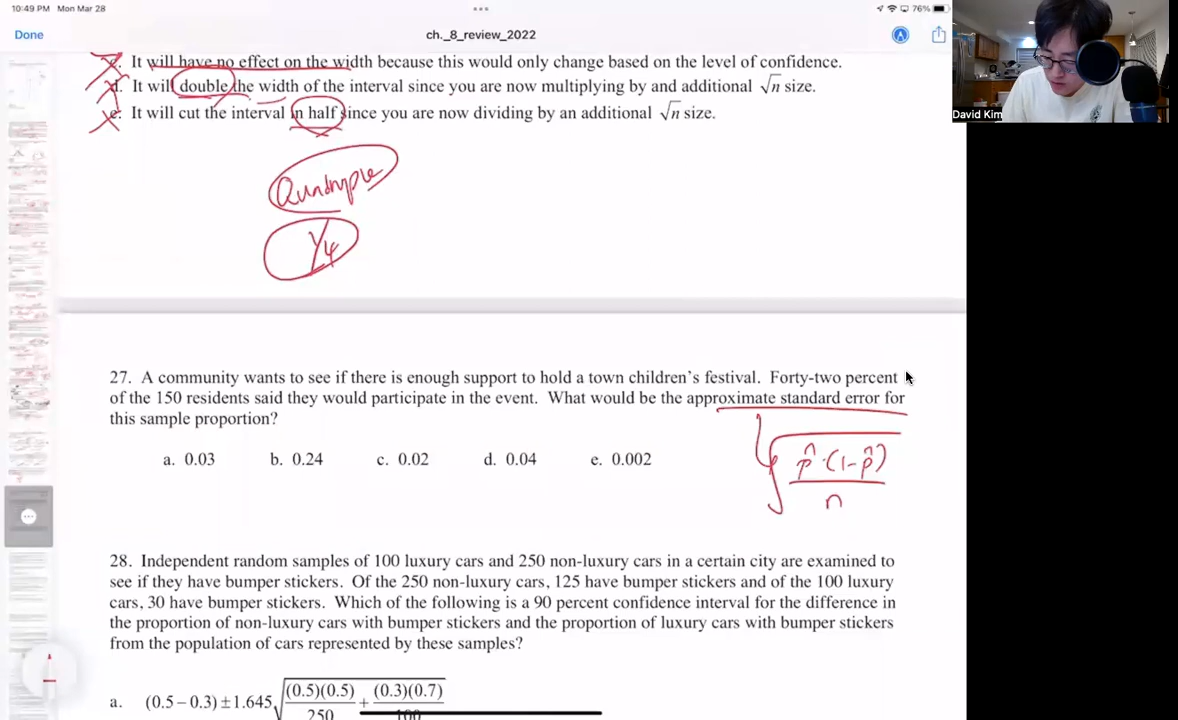 10:49 PM Mon Mar 28
76%
Done
ch._8_review_2022
c. It will have no effect on the width because this would only change based on the level of confidence.
d. It will double the width of the interval since you are now multiplying by and additional √n size.
e. It will cut the interval in half since you are now dividing by an additional √n size.
Quadruple
1/4
27. A community wants to see if there is enough support to hold a town children's festival. Forty-two percent
of the 150 residents said they would participate in the event. What would be the approximate standard error for
this sample proportion?
a. 0.03 b. 0.24 c. 0.02 d. 0.04 e. 0.002
√(p̂·(1-p̂)/n)
28. Independent random samples of 100 luxury cars and 250 non-luxury cars in a certain city are examined to
see if they have bumper stickers. Of the 250 non-luxury cars, 125 have bumper stickers and of the 100 luxury
cars, 30 have bumper stickers. Which of the following is a 90 percent confidence interval for the difference in
the proportion of non-luxury cars with bumper stickers and the proportion of luxury cars with bumper stickers
from the population of cars represented by these samples?
a. (0.5 – 0.3) ± 1.645 √((0.5)(0.5)/250 + (0.3)(0.7)/100)
David Kim